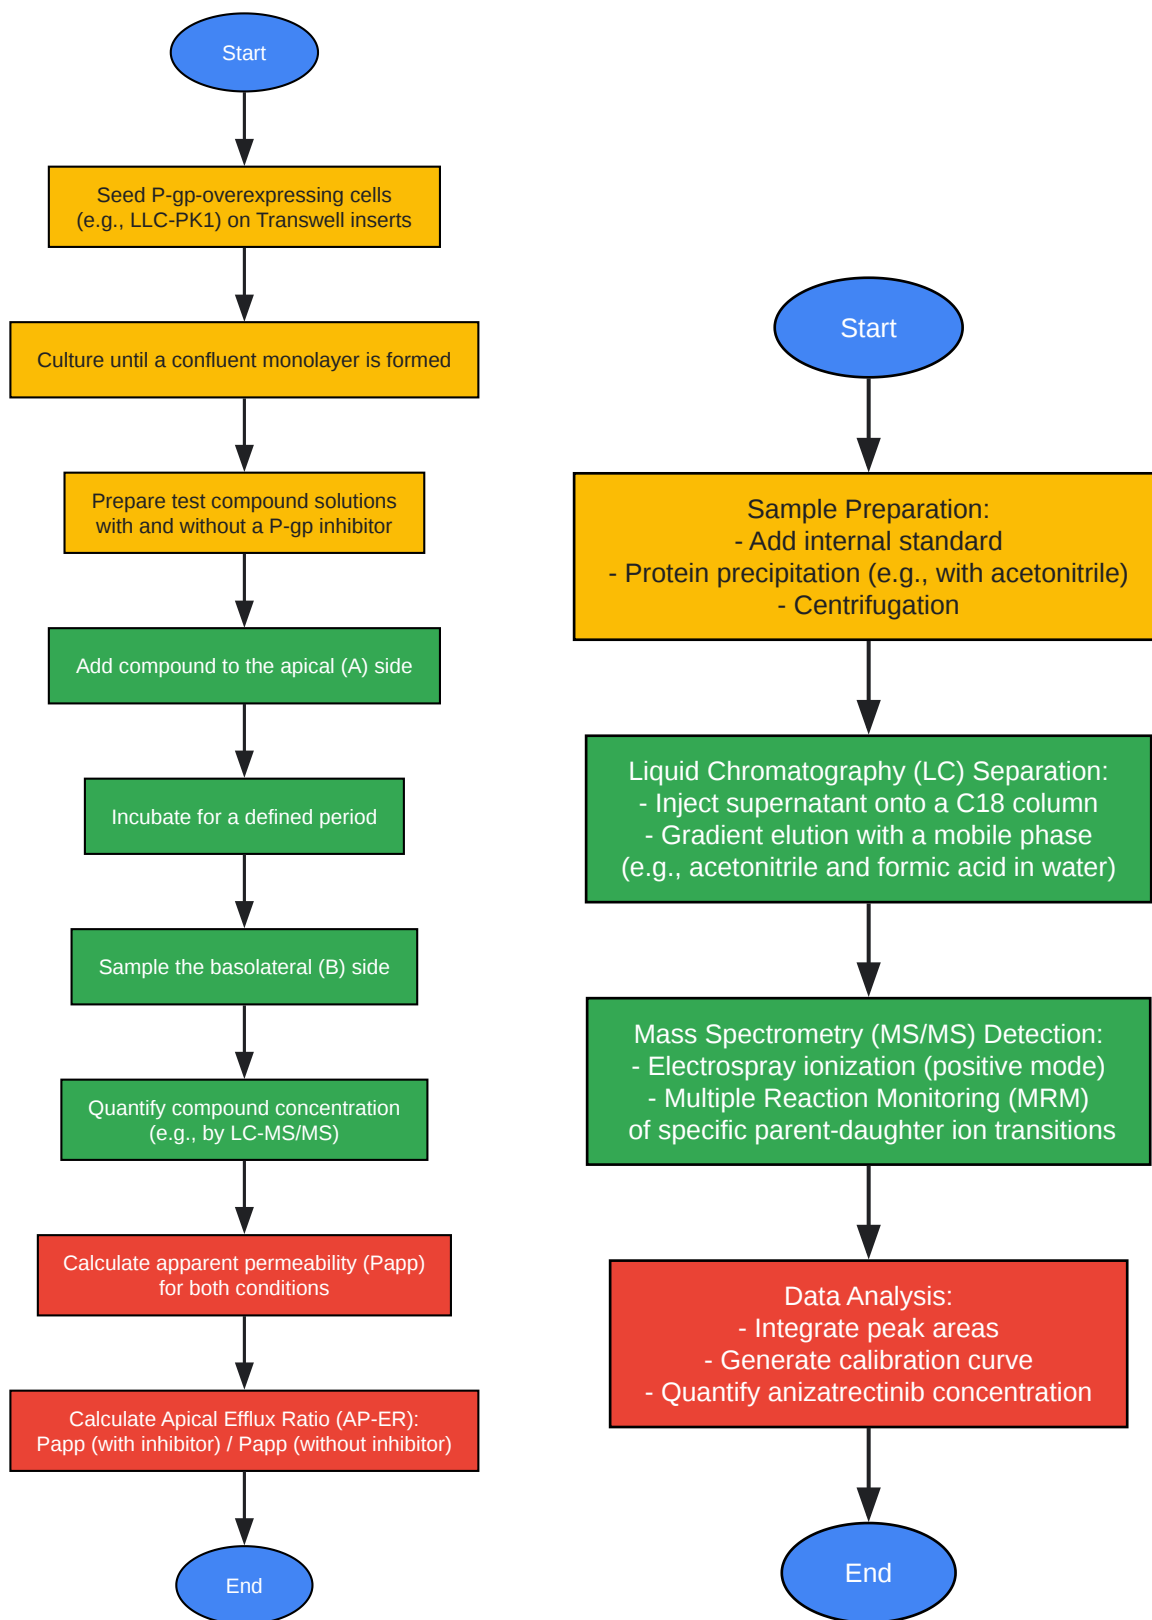 Start
Seed P-gp-overexpressing cells
(e.g., LLC-PK1) on Transwell inserts
Culture until a confluent monolayer is formed
Prepare test compound solutions
with and without a P-gp inhibitor
Add compound to the apical (A) side
Incubate for a defined period
Sample the basolateral (B) side
Quantify compound concentration
(e.g., by LC-MS/MS)
Calculate apparent permeability (Papp)
for both conditions
Calculate Apical Efflux Ratio (AP-ER):
Papp (with inhibitor) / Papp (without inhibitor)
End
Start
Sample Preparation:
- Add internal standard
- Protein precipitation (e.g., with acetonitrile)
- Centrifugation
Liquid Chromatography (LC) Separation:
- Inject supernatant onto a C18 column
- Gradient elution with a mobile phase
(e.g., acetonitrile and formic acid in water)
Mass Spectrometry (MS/MS) Detection:
- Electrospray ionization (positive mode)
- Multiple Reaction Monitoring (MRM)
of specific parent-daughter ion transitions
Data Analysis:
- Integrate peak areas
- Generate calibration curve
- Quantify anizatrectinib concentration
End